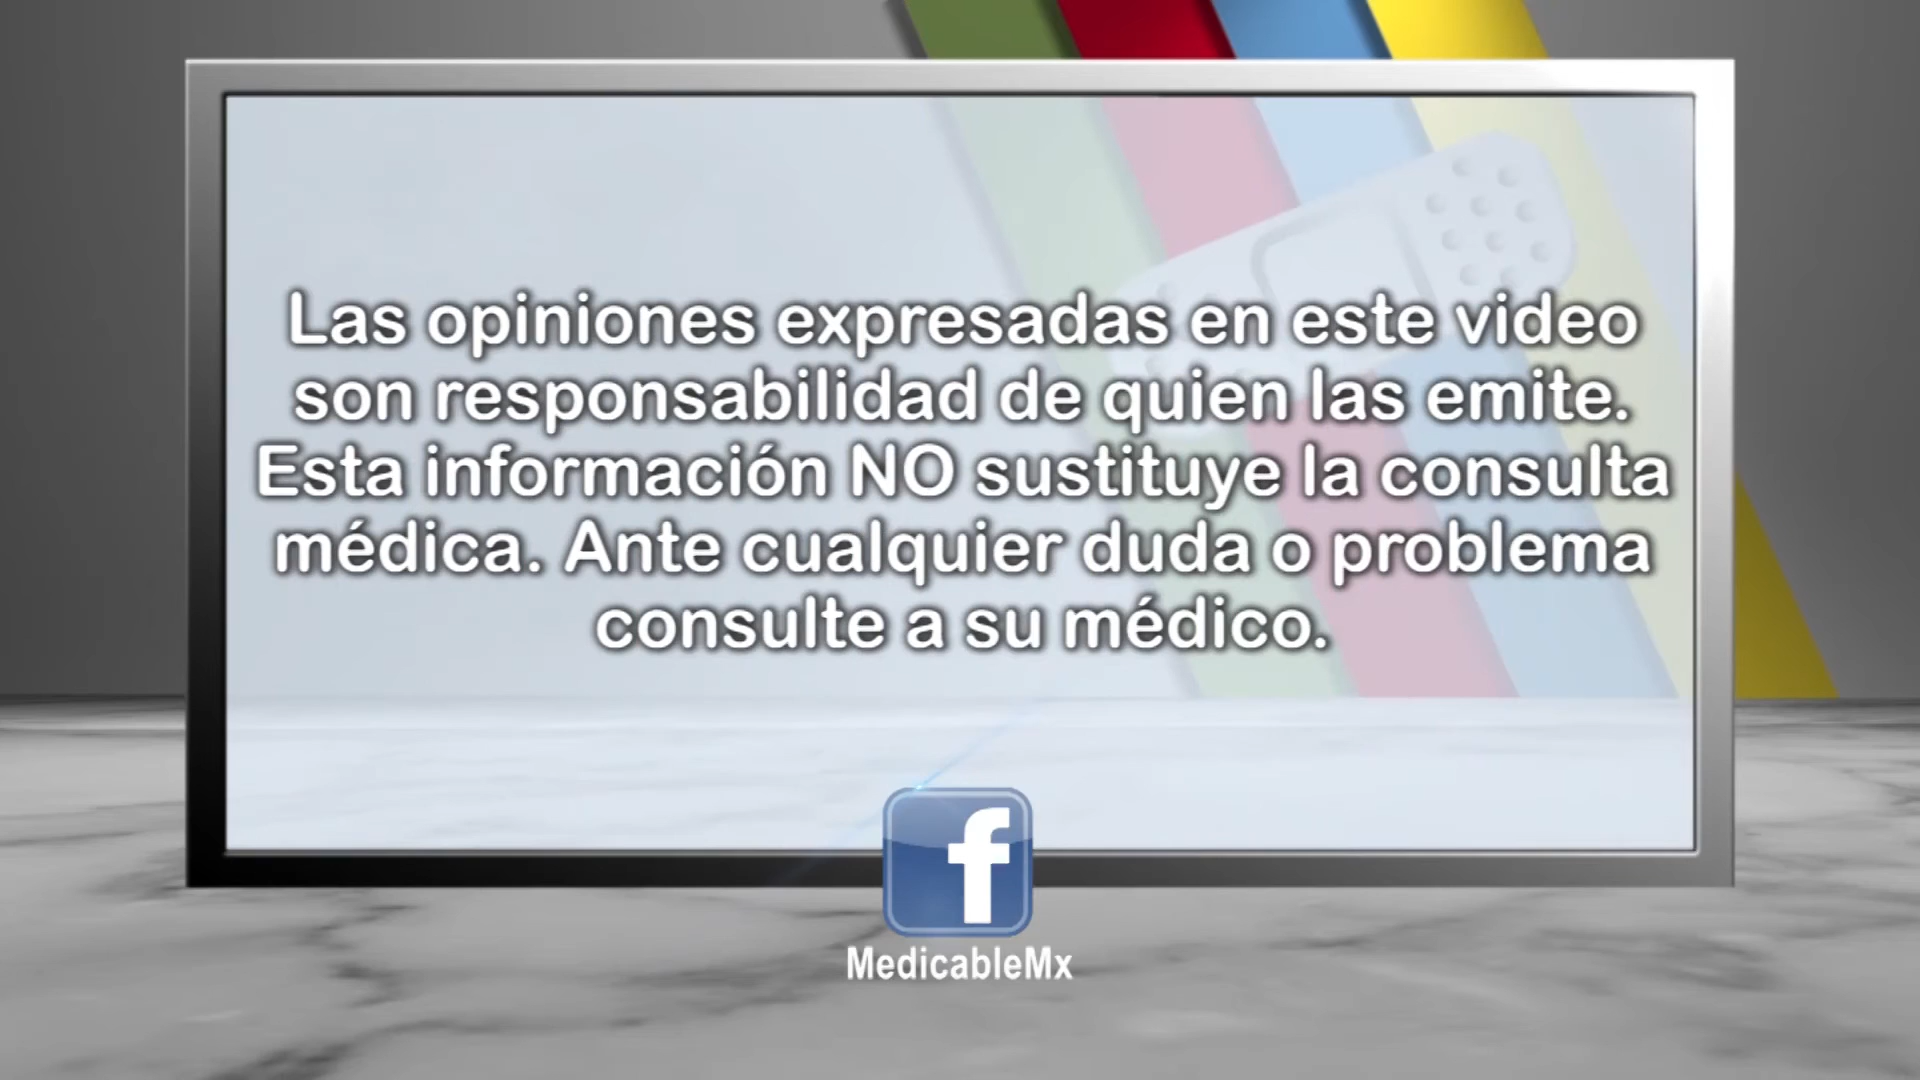 Las opiniones expresadas en este video
son responsabilidad de quien las emite.
Esta información NO sustituye la consulta
médica. Ante cualquier duda o problema
consulte a su médico.
f
MedicableMx